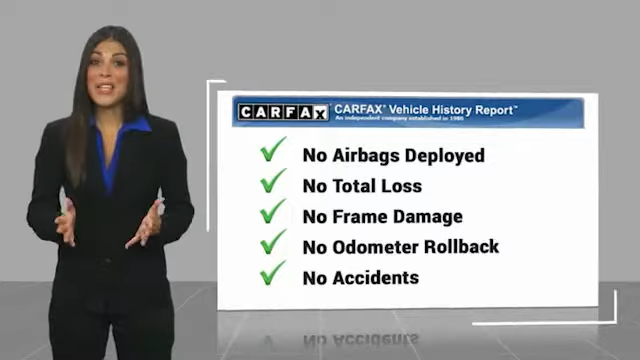 CARFAX CARFAX® Vehicle History Report™
An independent company established in 1986
No Airbags Deployed
No Total Loss
No Frame Damage
No Odometer Rollback
No Accidents